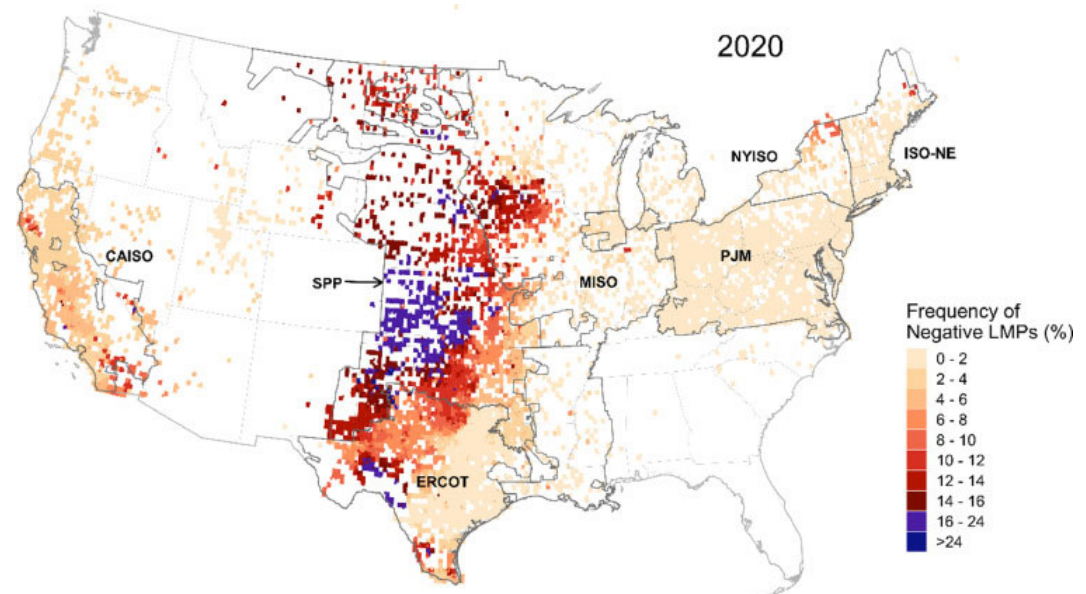 2020
NYISO
ISO-NE
CAISO
SPP
MISO
PJM
ERCOT
Frequency of
Negative LMPs (%)
0 - 2
2 - 4
4 - 6
6 - 8
8 - 10
10 - 12
12 - 14
14 - 16
16 - 24
>24